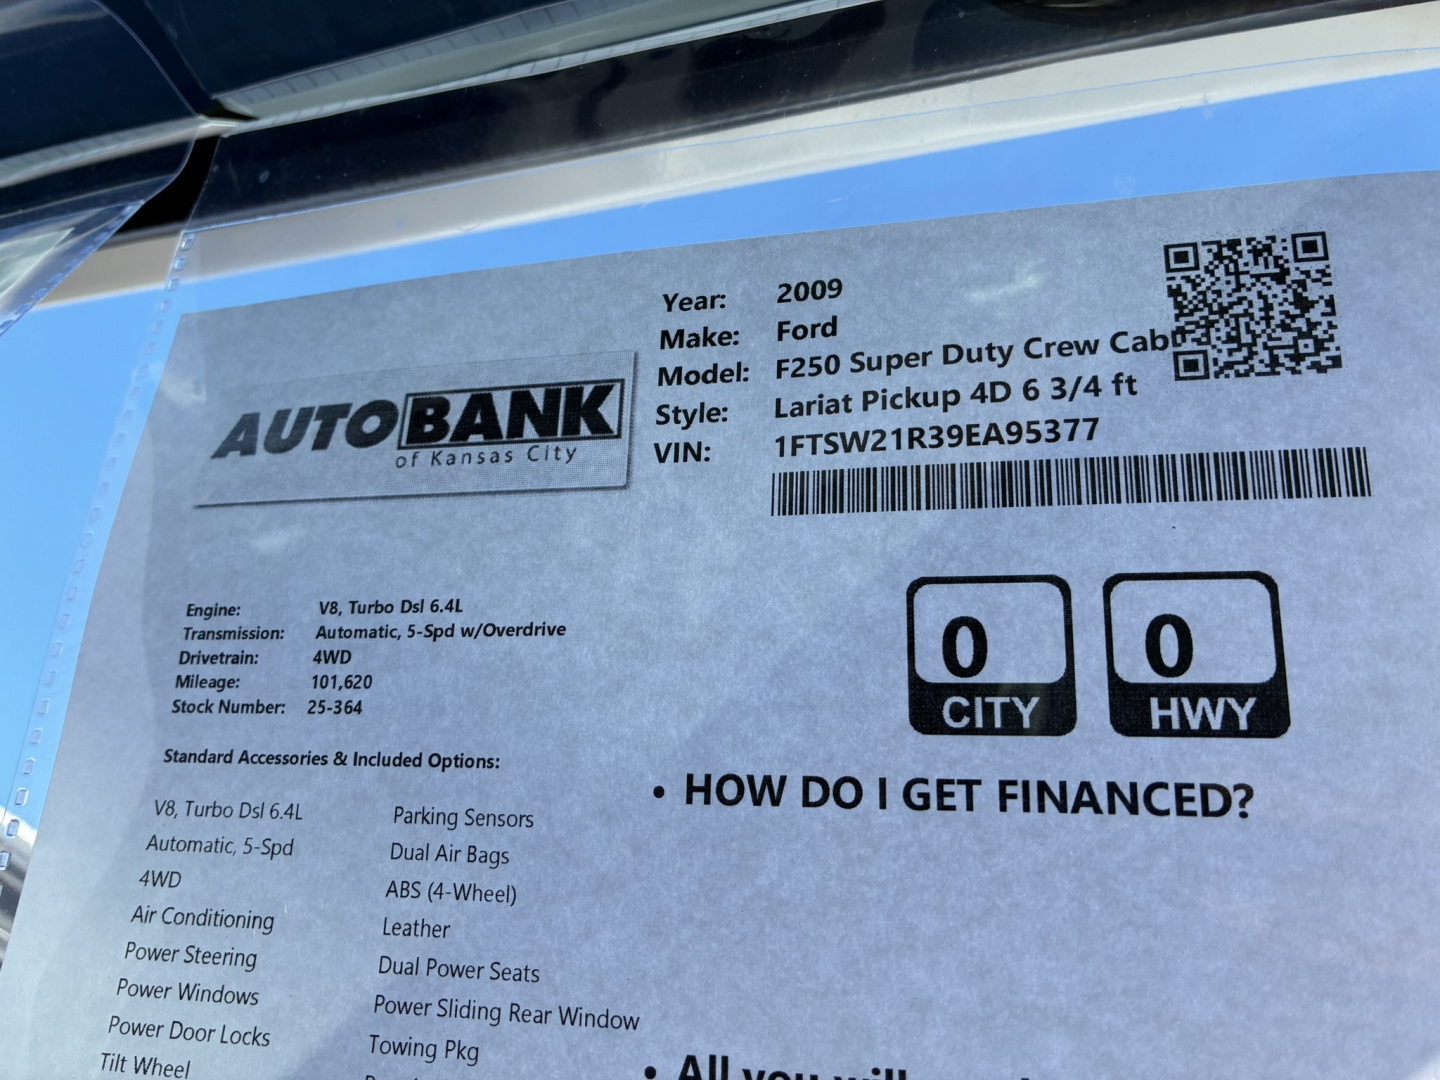 AUTOBANK
of Kansas City
Year: 2009
Make: Ford
Model: F250 Super Duty Crew Cab
Style: Lariat Pickup 4D 6 3/4 ft
VIN: 1FTSW21R39EA95377
Engine: V8, Turbo Dsl 6.4L
Transmission: Automatic, 5-Spd w/Overdrive
Drivetrain: 4WD
Mileage: 101,620
Stock Number: 25-364
0 CITY
0 HWY
Standard Accessories & Included Options:
V8, Turbo Dsl 6.4L
Automatic, 5-Spd
4WD
Air Conditioning
Power Steering
Power Windows
Power Door Locks
Tilt Wheel
Parking Sensors
Dual Air Bags
ABS (4-Wheel)
Leather
Dual Power Seats
Power Sliding Rear Window
Towing Pkg
• HOW DO I GET FINANCED?
• All you will